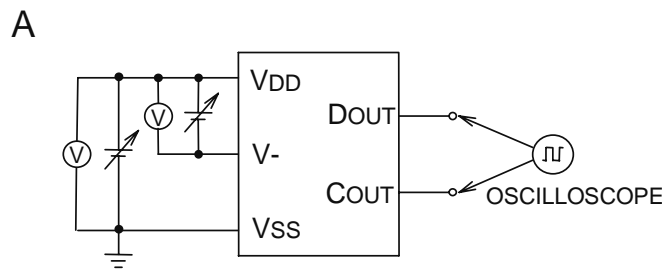 A
VDD
DOUT
V
V
V-
COUT
OSCILLOSCOPE
VSS